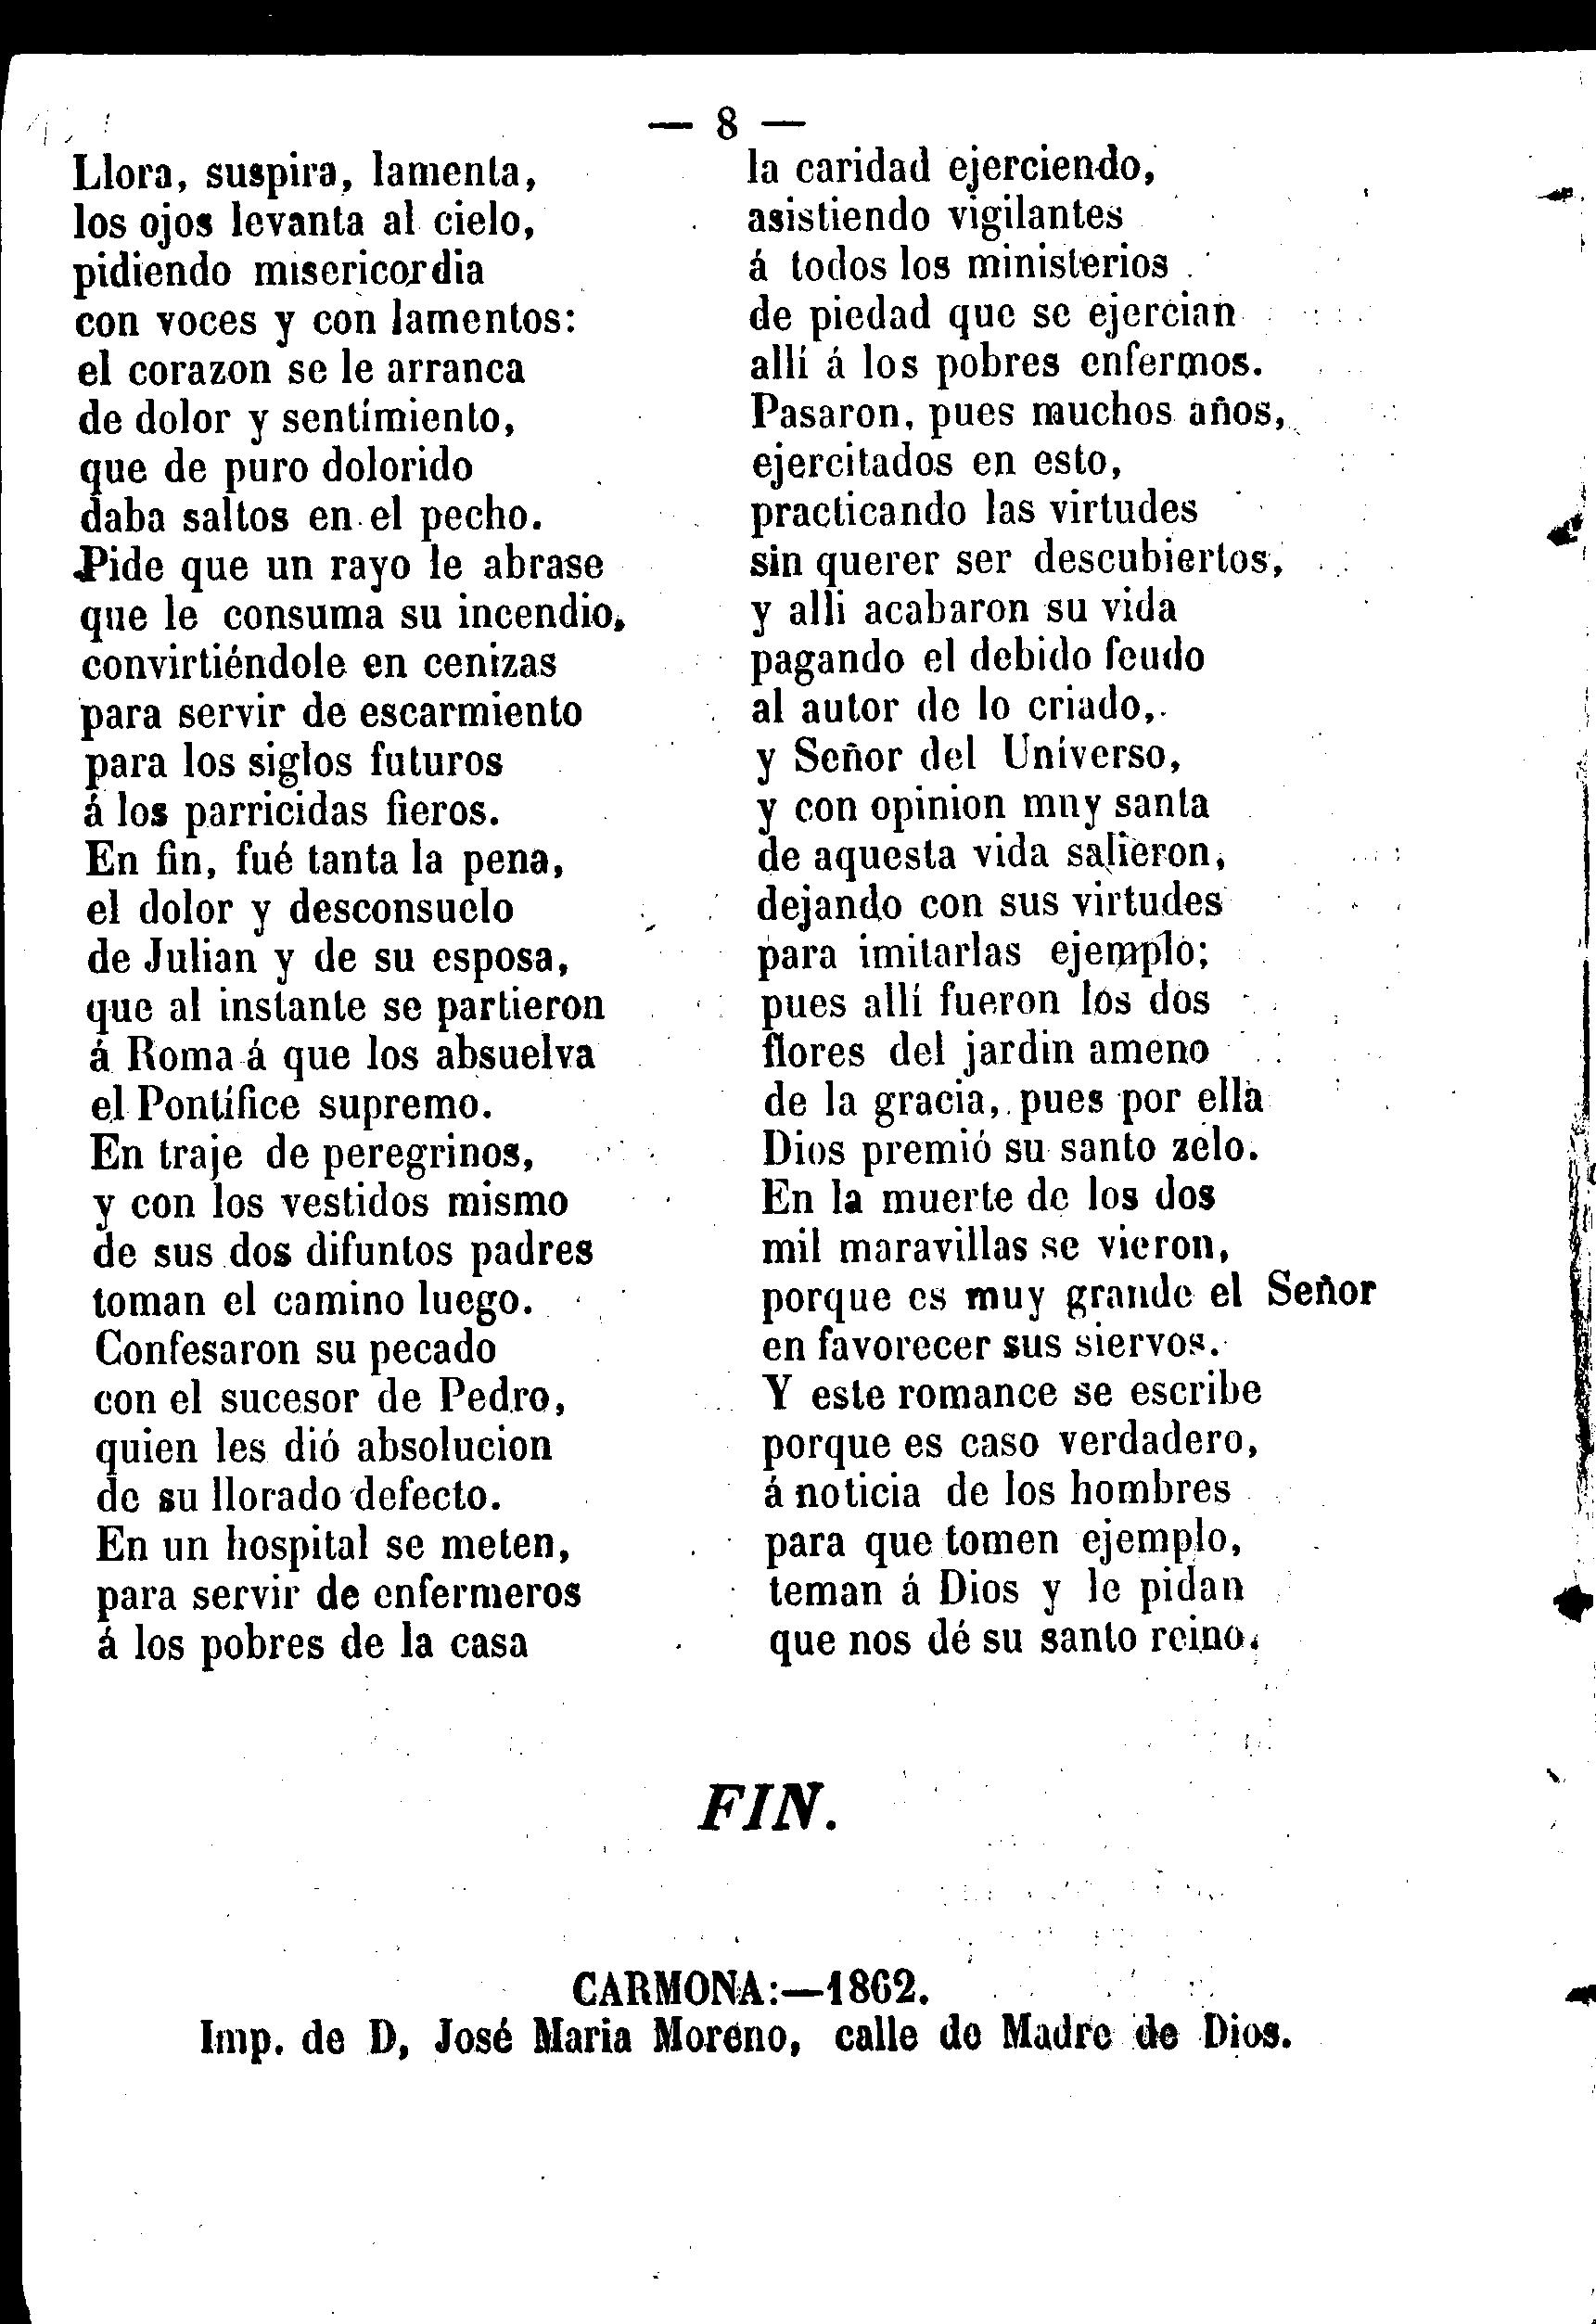 — 8 —
Llora, suspira, lamenta,
los ojos levanta al cielo,
pidiendo misericordia
con voces y con lamentos:
el corazon se le arranca
de dolor y sentímiento,
que de puro dolorido
daba saltos en el pecho.
Pide que un rayo le abrase
que le consuma su incendio,
convirtiéndole en cenizas
para servir de escarmiento
para los siglos futuros
á los parricidas fieros.
En fin, fué tanta la pena,
el dolor y desconsuelo
de Julian y de su esposa,
que al instante se partieron
á Roma á que los absuelva
el Pontífice supremo.
En traje de peregrinos,
y con los vestidos mismo
de sus dos difuntos padres
toman el camino luego.
Confesaron su pecado
con el sucesor de Pedro,
quien les dió absolucion
de su llorado defecto.
En un hospital se meten,
para servir de enfermeros
á los pobres de la casa
la caridad ejerciendo,
asistiendo vigilantes
á todos los ministerios
de piedad que se ejercian
allí á los pobres enfermos.
Pasaron, pues muchos años,
ejercitados en esto,
practicando las virtudes
sin querer ser descubiertos,
y alli acabaron su vida
pagando el debido feudo
al autor de lo criado,
y Señor del Uníverso,
y con opinion mny santa
de aquesta vida salieron,
dejando con sus virtudes
para imitarlas ejemplo;
pues allí fueron los dos
flores del jardin ameno
de la gracia, pues por ella
Dios premió su santo zelo.
En la muerte de los dos
mil maravillas se vieron,
porque es muy grande el Señor
en favorecer sus siervos.
Y este romance se escribe
porque es caso verdadero,
á noticia de los hombres
para que tomen ejemplo,
teman á Dios y le pidan
que nos dé su santo reino.
FIN.
CARMONA:—1862.
Imp. de D, José Maria Moreno, calle de Madre de Dios.